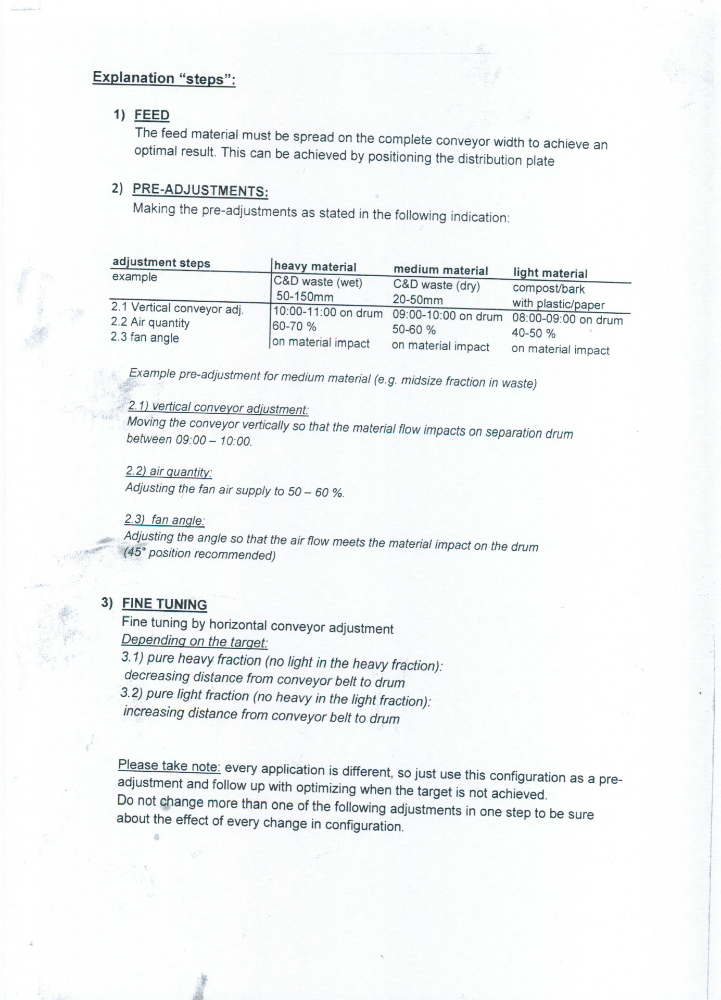 Explanation “steps”:
1) FEED
The feed material must be spread on the complete conveyor width to achieve an
optimal result. This can be achieved by positioning the distribution plate
2) PRE-ADJUSTMENTS:
Making the pre-adjustments as stated in the following indication:
adjustment steps heavy material medium material light material
example C&D waste (wet) C&D waste (dry) compost/bark
50-150mm 20-50mm with plastic/paper
2.1 Vertical conveyor adj. 10:00-11:00 on drum 09:00-10:00 on drum 08:00-09:00 on drum
2.2 Air quantity 60-70 % 50-60 % 40-50 %
2.3 fan angle on material impact on material impact on material impact
Example pre-adjustment for medium material (e.g. midsize fraction in waste)
2.1) vertical conveyor adjustment:
Moving the conveyor vertically so that the material flow impacts on separation drum
between 09:00 – 10:00.
2.2) air quantity:
Adjusting the fan air supply to 50 – 60 %.
2.3) fan angle:
Adjusting the angle so that the air flow meets the material impact on the drum
(45° position recommended)
3) FINE TUNING
Fine tuning by horizontal conveyor adjustment
Depending on the target:
3.1) pure heavy fraction (no light in the heavy fraction):
decreasing distance from conveyor belt to drum
3.2) pure light fraction (no heavy in the light fraction):
increasing distance from conveyor belt to drum
Please take note: every application is different, so just use this configuration as a pre-
adjustment and follow up with optimizing when the target is not achieved.
Do not change more than one of the following adjustments in one step to be sure
about the effect of every change in configuration.